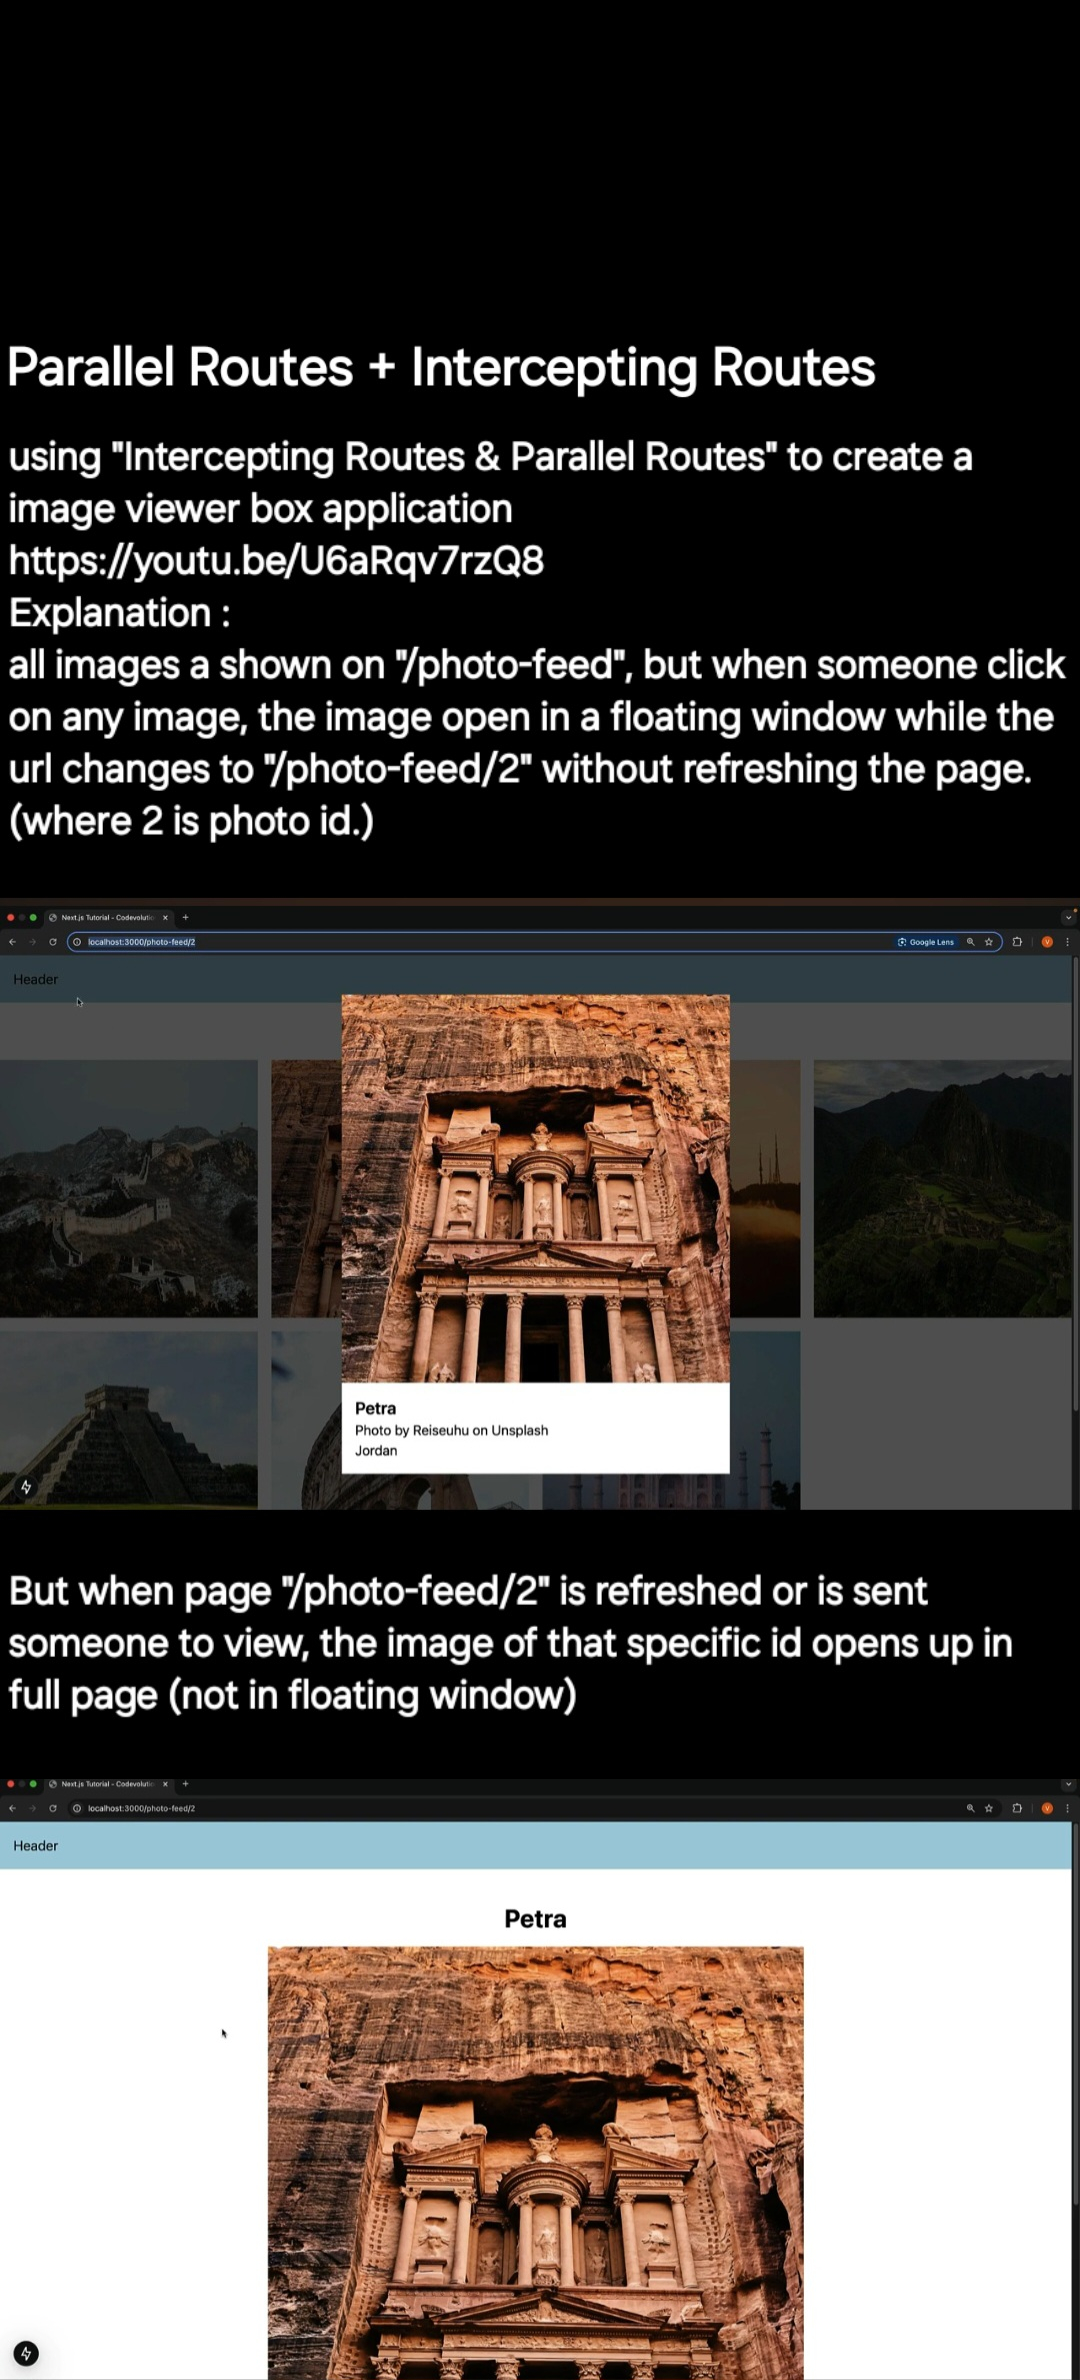 Parallel Routes + Intercepting Routes
using "Intercepting Routes & Parallel Routes" to create a
image viewer box application
https://youtu.be/U6aRqv7rzQ8
Explanation :
all images a shown on "/photo-feed", but when someone click
on any image, the image open in a floating window while the
url changes to "/photo-feed/2" without refreshing the page.
(where 2 is photo id.)
Next.js Tutorial - Codevolutio
localhost:3000/photo-feed/2
Google Lens
V
Header
Petra
Photo by Reiseuhu on Unsplash
Jordan
But when page "/photo-feed/2" is refreshed or is sent
someone to view, the image of that specific id opens up in
full page (not in floating window)
Next.js Tutorial - Codevolutio
localhost:3000/photo-feed/2
V
Header
Petra